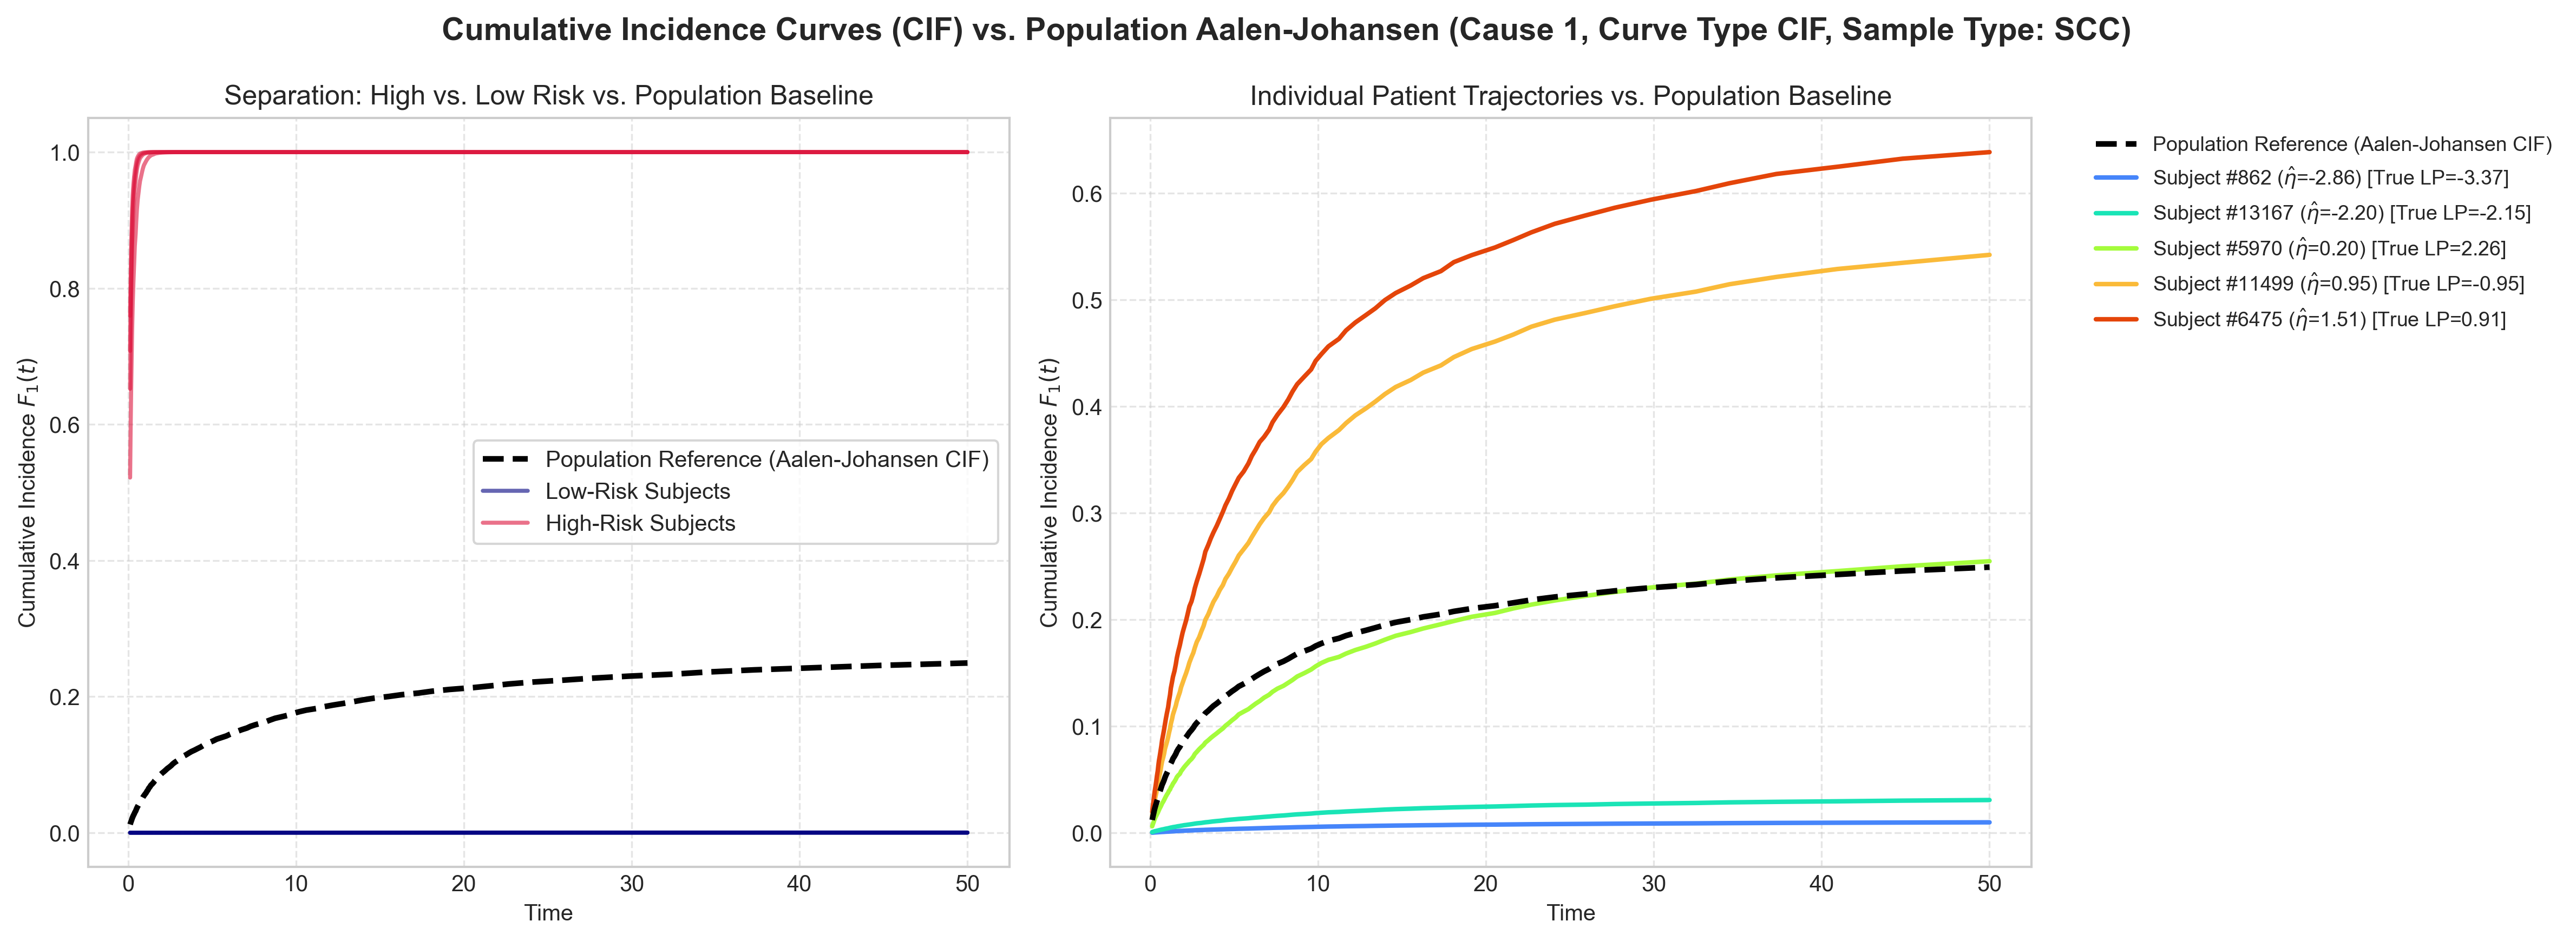 Cumulative Incidence Curves (CIF) vs. Population Aalen-Johansen (Cause 1, Curve Type CIF, Sample Type: SCC)
Separation: High vs. Low Risk vs. Population Baseline
Cumulative Incidence F₁(t)
1.0
0.8
0.6
0.4
0.2
0.0
Population Reference (Aalen-Johansen CIF)
Low-Risk Subjects
High-Risk Subjects
0 10 20 30 40 50
Time
Individual Patient Trajectories vs. Population Baseline
Cumulative Incidence F₁(t)
0.6
0.5
0.4
0.3
0.2
0.1
0.0
0 10 20 30 40 50
Time
Population Reference (Aalen-Johansen CIF)
Subject #862 (η̂=-2.86) [True LP=-3.37]
Subject #13167 (η̂=-2.20) [True LP=-2.15]
Subject #5970 (η̂=0.20) [True LP=2.26]
Subject #11499 (η̂=0.95) [True LP=-0.95]
Subject #6475 (η̂=1.51) [True LP=0.91]